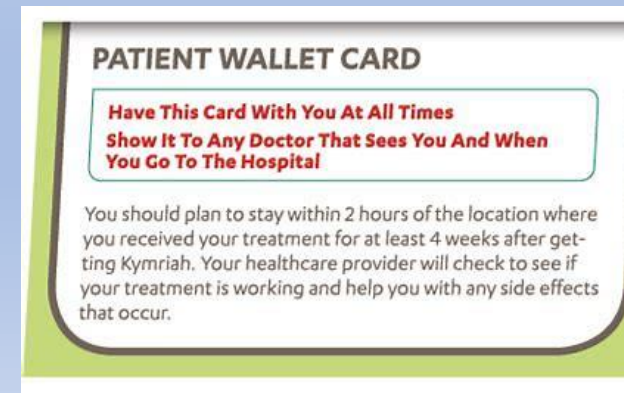 PATIENT WALLET CARD
Have This Card With You At All Times
Show It To Any Doctor That Sees You And When
You Go To The Hospital
You should plan to stay within 2 hours of the location where
you received your treatment for at least 4 weeks after get-
ting Kymriah. Your healthcare provider will check to see if
your treatment is working and help you with any side effects
that occur.